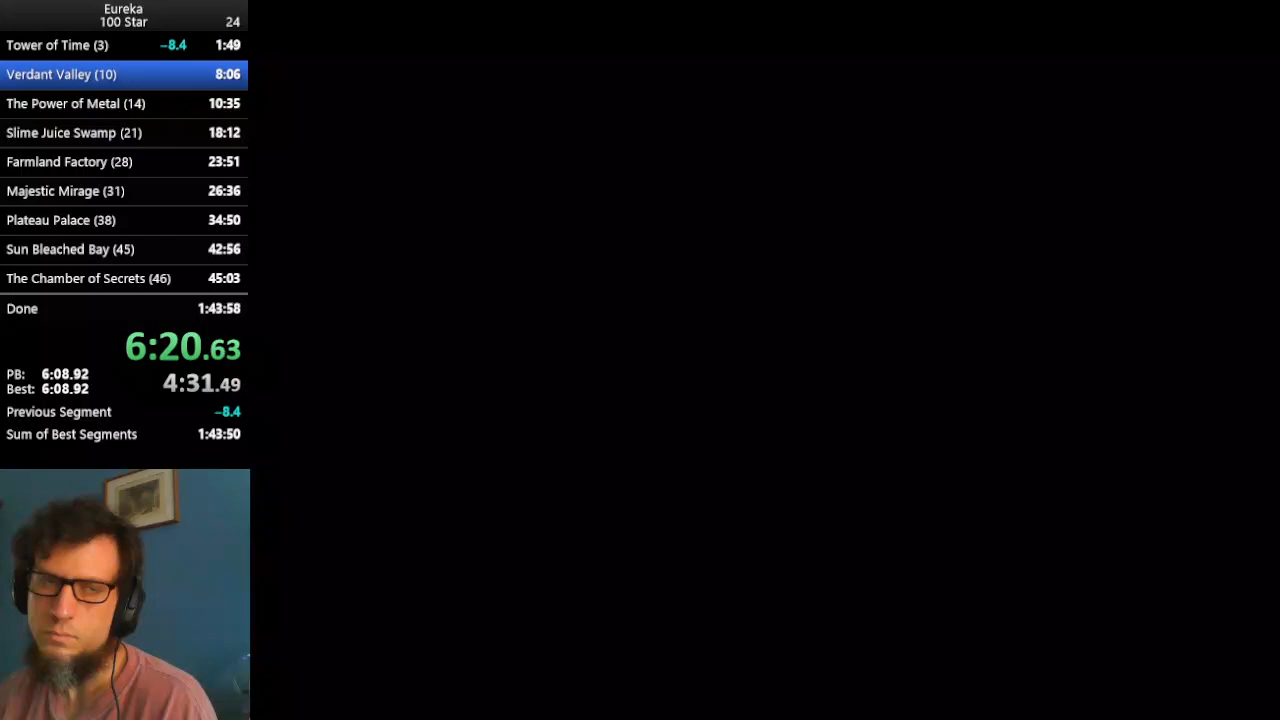 Eureka
100 Star 24
Tower of Time (3) −8.4 1:49
Verdant Valley (10) 8:06
The Power of Metal (14) 10:35
Slime Juice Swamp (21) 18:12
Farmland Factory (28) 23:51
Majestic Mirage (31) 26:36
Plateau Palace (38) 34:50
Sun Bleached Bay (45) 42:56
The Chamber of Secrets (46) 45:03
Done 1:43:58
6:20.63
PB: 6:08.92
Best: 6:08.92
4:31.49
Previous Segment −8.4
Sum of Best Segments 1:43:50